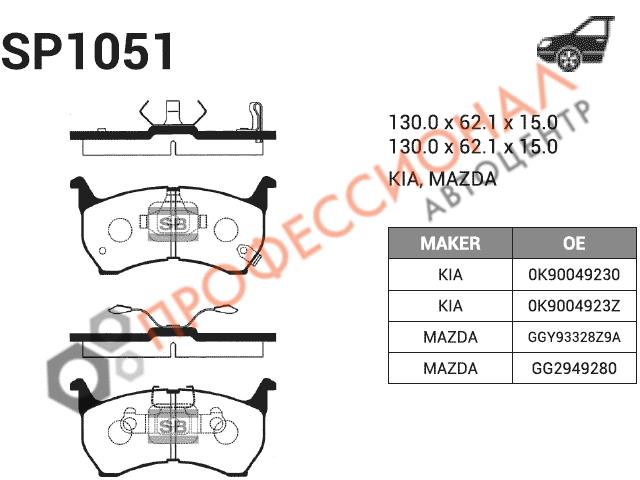 SP1051
130.0 x 62.1 x 15.0
130.0 x 62.1 x 15.0
KIA, MAZDA
MAKER OE
KIA 0K90049230
KIA 0K9004923Z
MAZDA GGY93328Z9A
MAZDA GG2949280
SB
SB
ПРОФЕССИОНАЛ
АВТОЦЕНТР